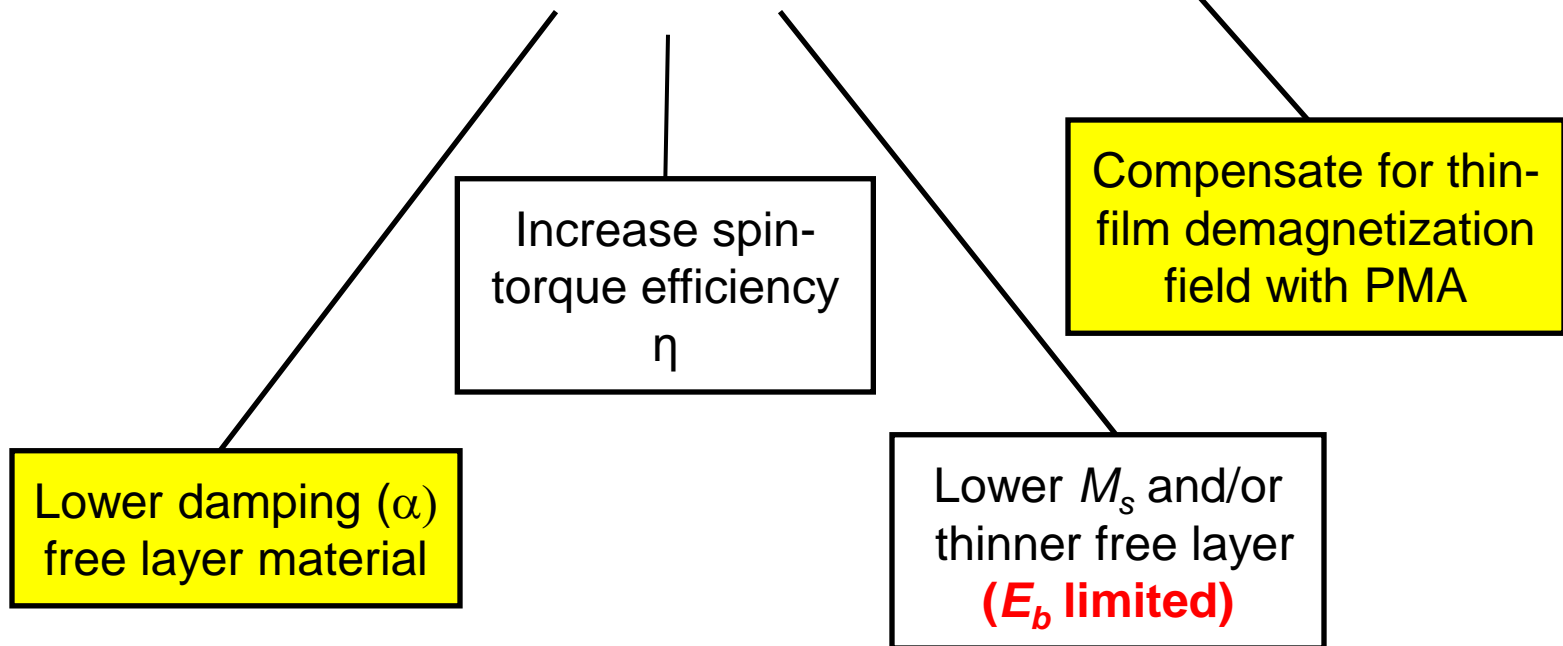 Compensate for thin-
film demagnetization
field with PMA
Increase spin-
torque efficiency
η
Lower damping (α)
free layer material
Lower Ms and/or
thinner free layer
(Eb limited)